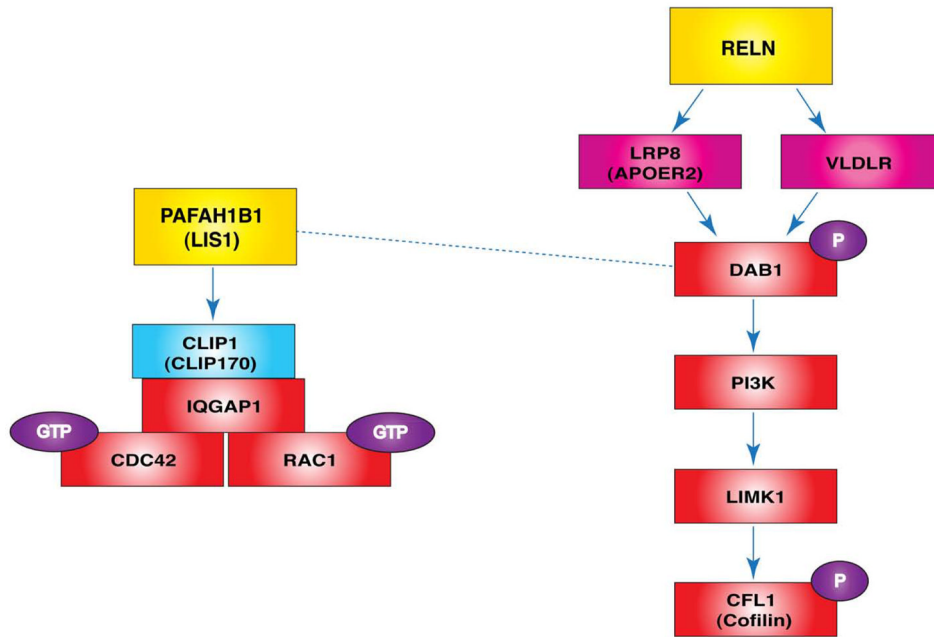 RELN
LRP8
(APOER2)
VLDLR
PAFAH1B1
(LIS1)
P
DAB1
CLIP1
(CLIP170)
PI3K
IQGAP1
GTP
GTP
CDC42
RAC1
LIMK1
P
CFL1
(Cofilin)